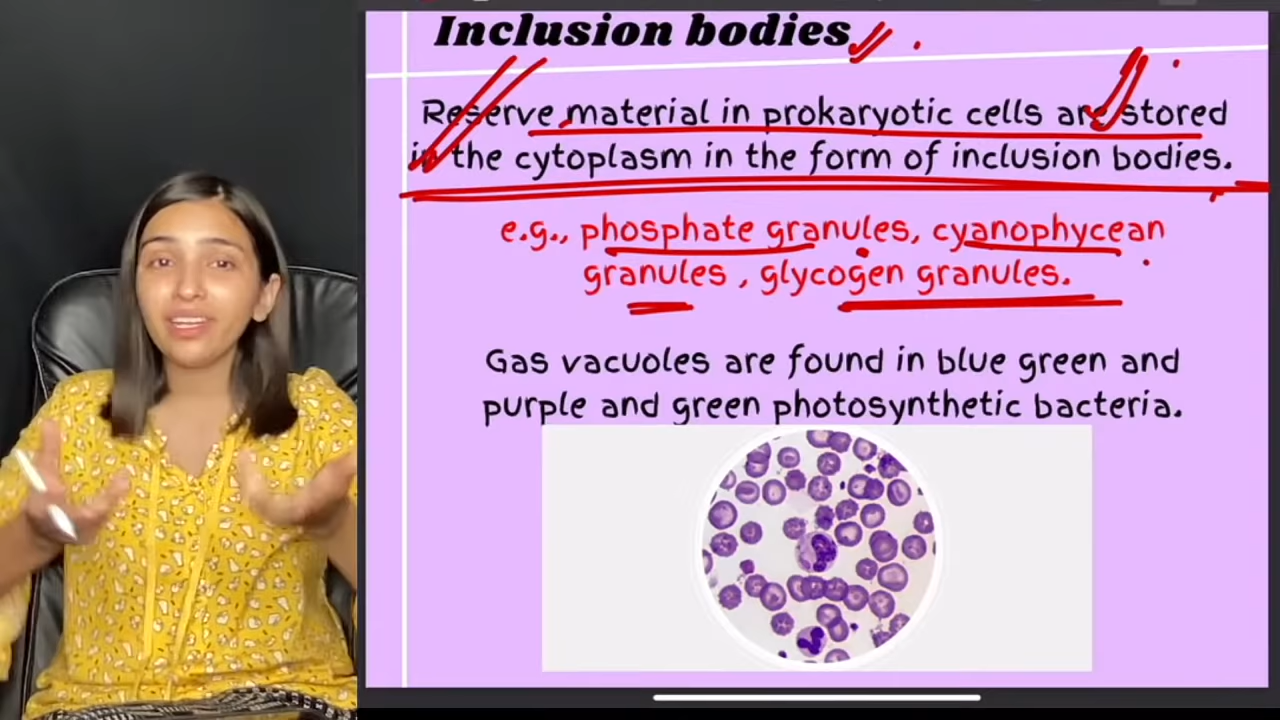 Inclusion bodies
Reserve material in prokaryotic cells are stored
in the cytoplasm in the form of inclusion bodies.
e.g., phosphate granules, cyanophycean
granules , glycogen granules.
Gas vacuoles are found in blue green and
purple and green photosynthetic bacteria.